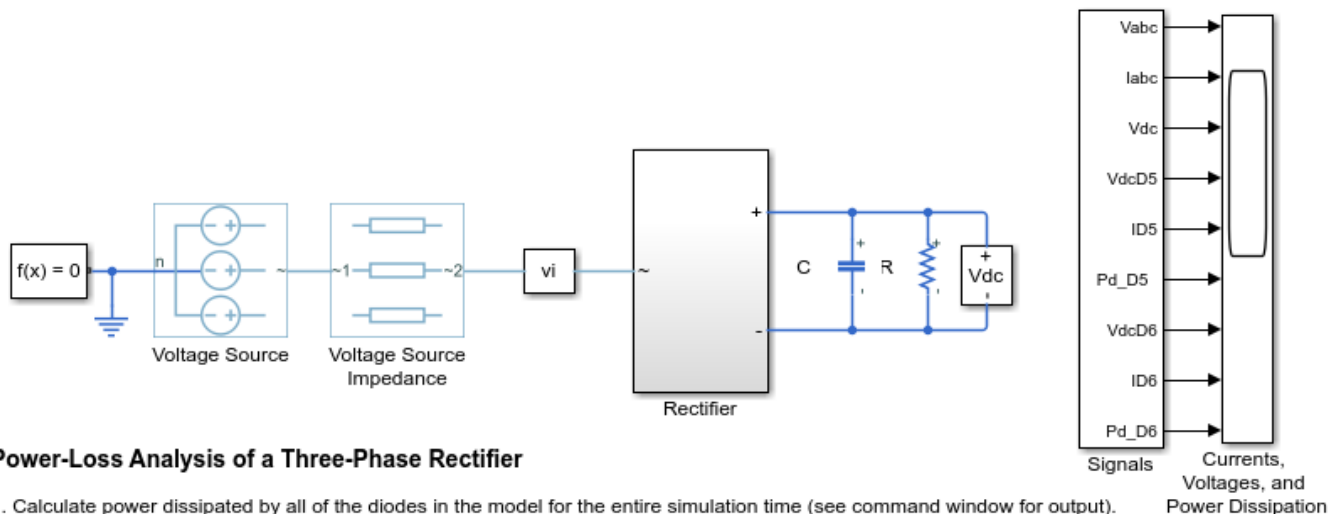 Vabc
Iabc
Vdc
VdcD5
ID5
Pd_D5
VdcD6
ID6
Pd_D6
Signals
Currents,
Voltages, and
Power Dissipation
f(x) = 0
n
~
Voltage Source
~1
~2
Voltage Source
Impedance
vi
~
+
-
Rectifier
C
+
-
R
+
-
+
Vdc
-
Power-Loss Analysis of a Three-Phase Rectifier
. Calculate power dissipated by all of the diodes in the model for the entire simulation time (see command window for output).